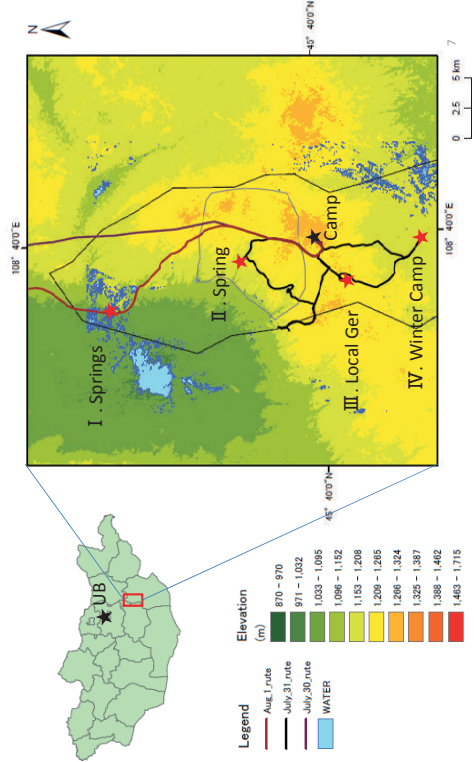 UB
N
108° 40′0″E
45° 40′0″N
45° 40′0″N
108° 40′0″E
Ⅰ. Springs
Ⅱ. Spring
Camp
Ⅲ. Local Ger
Ⅳ. Winter Camp
0 2.5 5 km
7
Legend
Aug_1_rute
July_31_rute
July_30_rute
WATER
Elevation
(m)
870 - 970
971 - 1,032
1,033 - 1,095
1,096 - 1,152
1,153 - 1,208
1,209 - 1,265
1,266 - 1,324
1,325 - 1,387
1,388 - 1,462
1,463 - 1,715